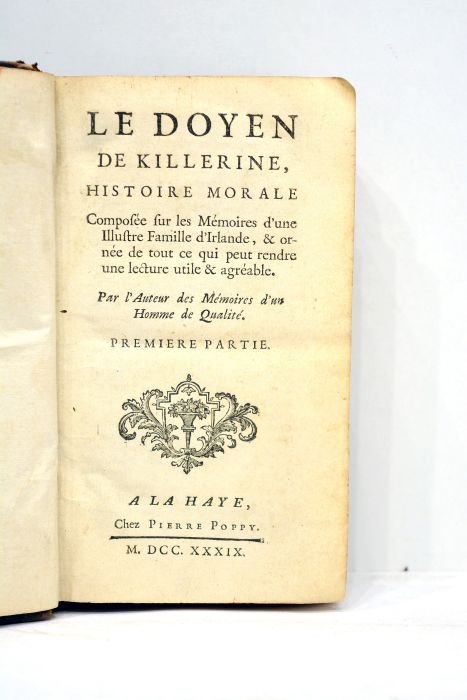 LE DOYEN
DE KILLERINE,
HISTOIRE MORALE
Compoſée ſur les Mémoires d'une
Illuſtre Famille d'Irlande, & or-
née de tout ce qui peut rendre
une lecture utile & agréable.
Par l'Auteur des Mémoires d'un
Homme de Qualité.
PREMIERE PARTIE.
A LA HAYE,
Chez PIERRE POPPY.
M. DCC. XXXIX.